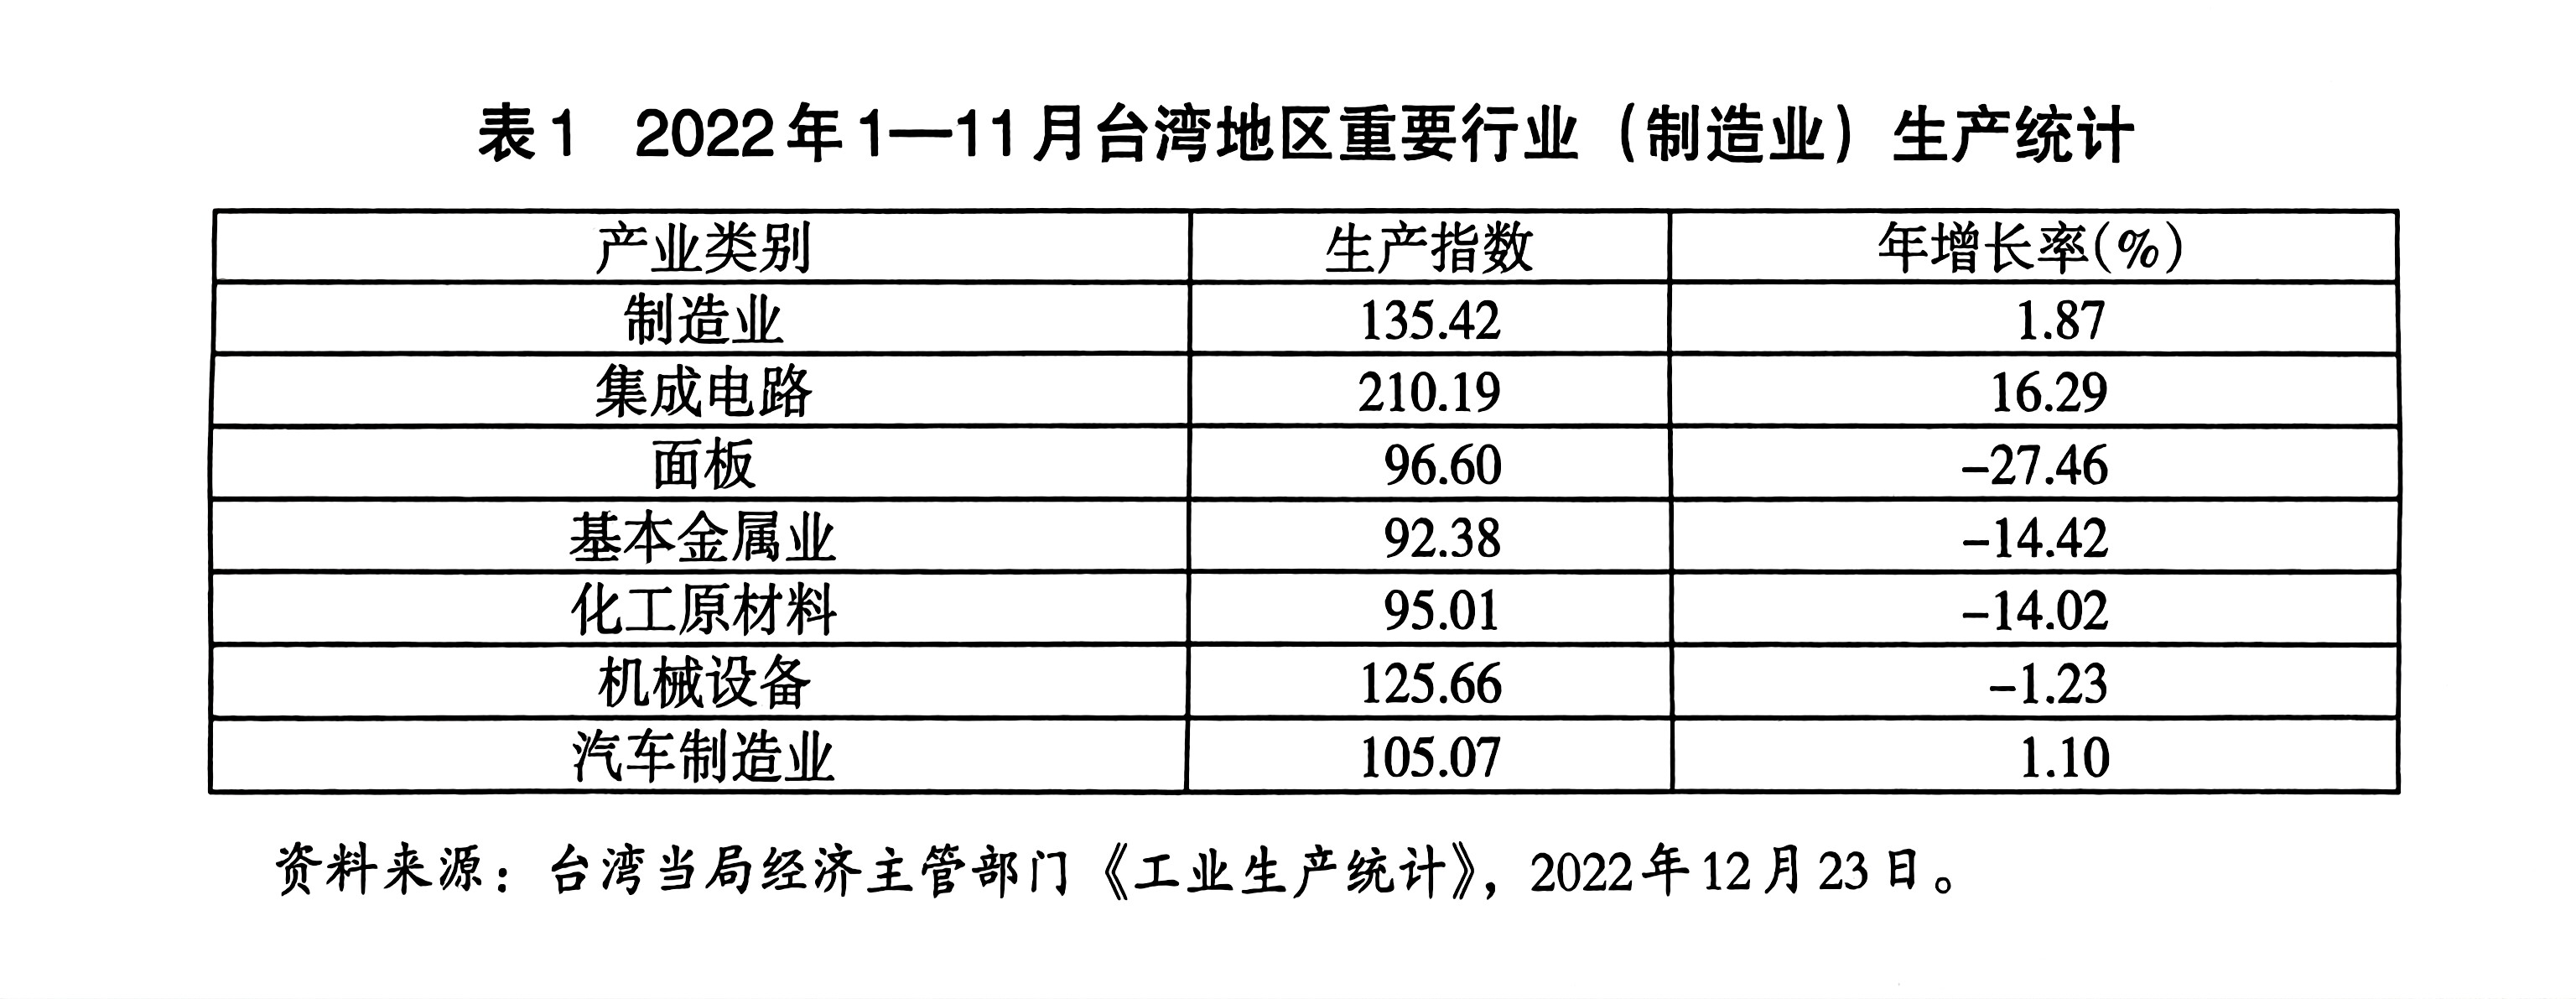 表1 2022年1—11月台湾地区重要行业（制造业）生产统计
产业类别 生产指数 年增长率(%)
制造业 135.42 1.87
集成电路 210.19 16.29
面板 96.60 -27.46
基本金属业 92.38 -14.42
化工原材料 95.01 -14.02
机械设备 125.66 -1.23
汽车制造业 105.07 1.10
资料来源：台湾当局经济主管部门《工业生产统计》，2022年12月23日。